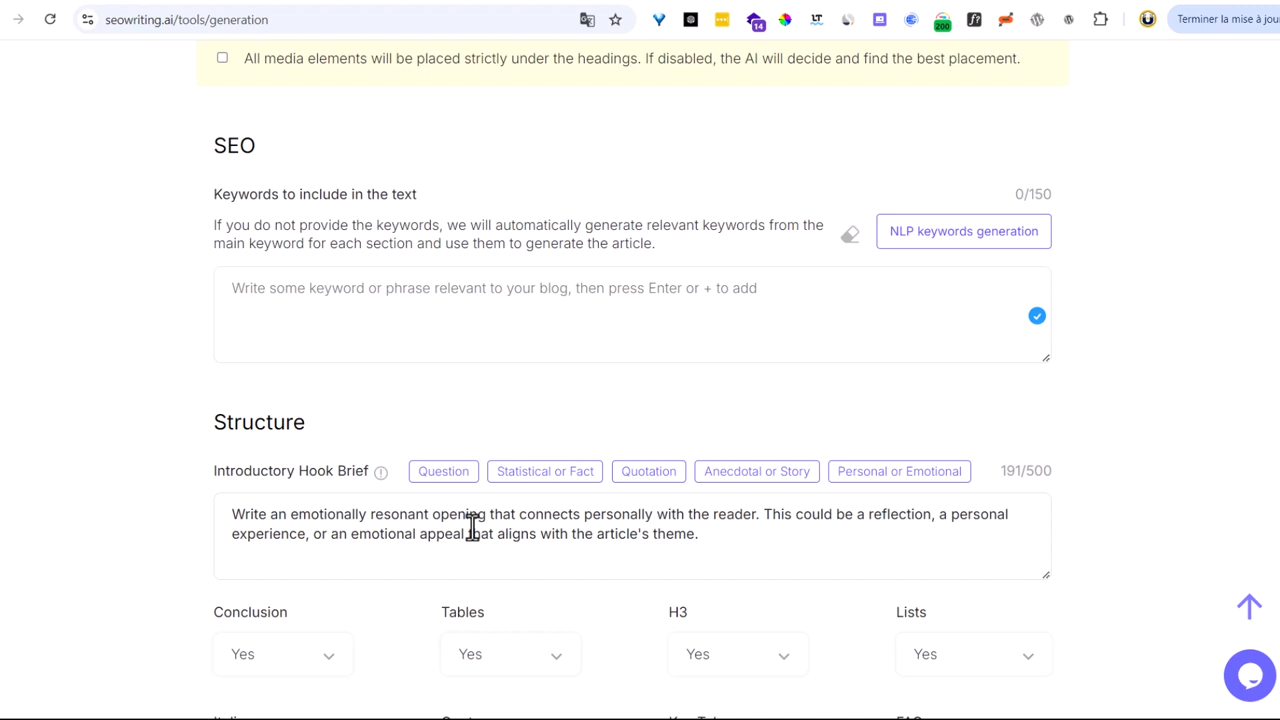 seowriting.ai/tools/generation
14
200
Terminer la mise à jou
All media elements will be placed strictly under the headings. If disabled, the AI will decide and find the best placement.
SEO
Keywords to include in the text
0/150
If you do not provide the keywords, we will automatically generate relevant keywords from the
main keyword for each section and use them to generate the article.
NLP keywords generation
Write some keyword or phrase relevant to your blog, then press Enter or + to add
Structure
Introductory Hook Brief
Question
Statistical or Fact
Quotation
Anecdotal or Story
Personal or Emotional
191/500
Write an emotionally resonant opening that connects personally with the reader. This could be a reflection, a personal
experience, or an emotional appeal that aligns with the article's theme.
Conclusion
Tables
H3
Lists
Yes
Yes
Yes
Yes